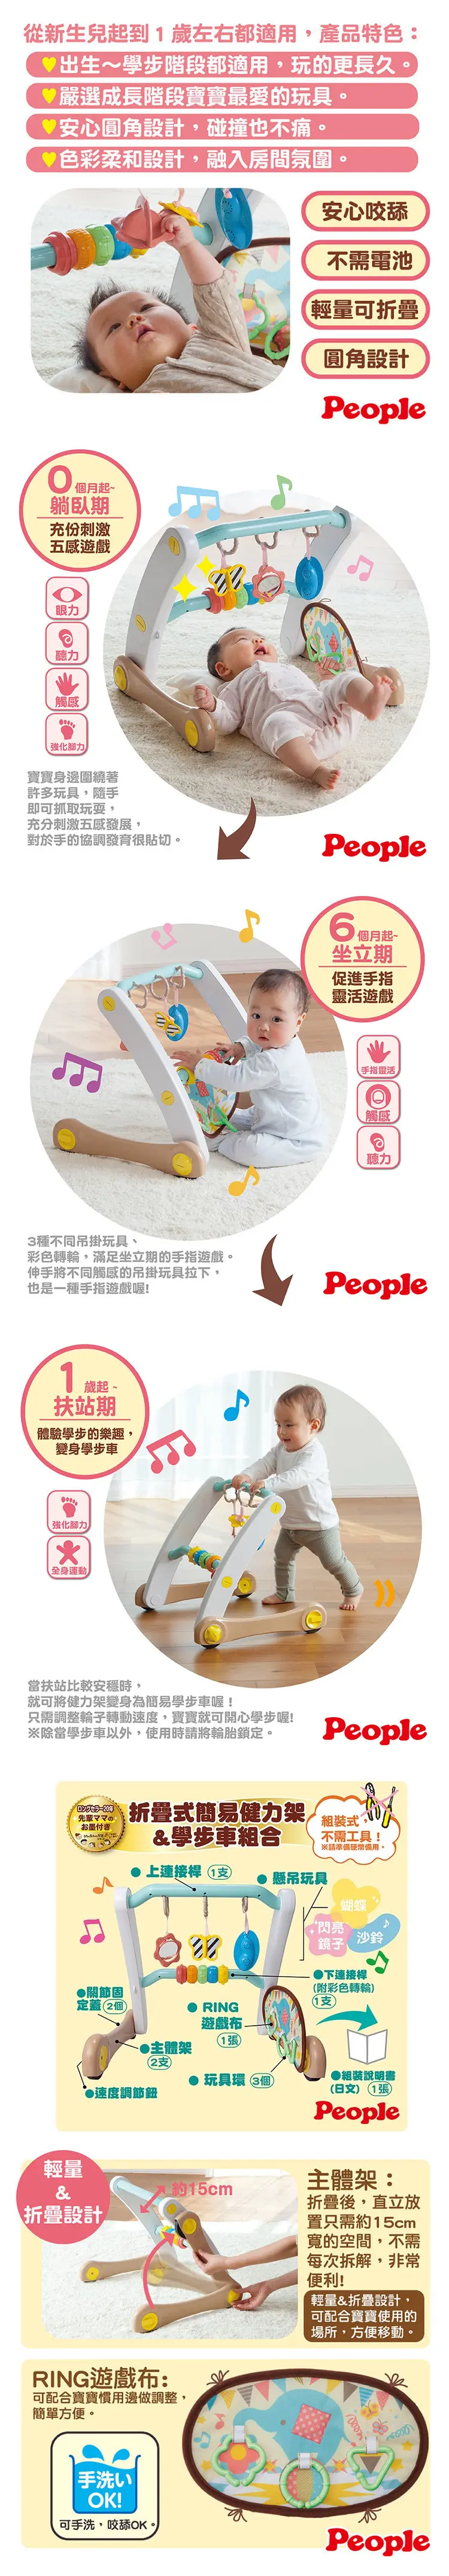 從新生兒起到1歲左右都適用，產品特色：
♥出生～學步階段都適用，玩的更長久。
♥嚴選成長階段寶寶最愛的玩具。
♥安心圓角設計，碰撞也不痛。
♥色彩柔和設計，融入房間氛圍。
安心咬舔
不需電池
輕量可折疊
圓角設計
People
0個月起~
躺臥期
充份刺激
五感遊戲
眼力
聽力
觸感
強化腳力
寶寶身邊圍繞著
許多玩具，隨手
即可抓取玩耍，
充分刺激五感發展，
對於手的協調發育很貼切。
People
6個月起~
坐立期
促進手指
靈活遊戲
手指靈活
觸感
聽力
3種不同吊掛玩具、
彩色轉輪，滿足坐立期的手指遊戲。
伸手將不同觸感的吊掛玩具拉下，
也是一種手指遊戲喔!
People
1歲起~
扶站期
體驗學步的樂趣，
變身學步車
強化腳力
全身運動
當扶站比較安穩時，
就可將健力架變身為簡易學步車喔！
只需調整輪子轉動速度，寶寶就可開心學步喔!
※除當學步車以外，使用時請將輪胎鎖定。
People
先輩ママの
お墨付き
折疊式簡易健力架
&學步車組合
組裝式，
不需工具！
※請準備硬幣備用。
●上連接桿 1支
●懸吊玩具
蝴蝶
閃亮
鏡子
沙鈴
●下連接桿
(附彩色轉輪)
1支
●關節固
定蓋 2個
●RING
遊戲布
1張
●主體架
2支
●玩具環 3個
●速度調節鈕
●組裝說明書
(日文) 1張
People
輕量
&
折疊設計
約15cm
主體架：
折疊後，直立放
置只需約15cm
寬的空間，不需
每次拆解，非常
便利!
輕量&折疊設計，
可配合寶寶使用的
場所，方便移動。
RING遊戲布:
可配合寶寶慣用邊做調整，
簡單方便。
手洗い
OK!
可手洗，咬舔OK。
People